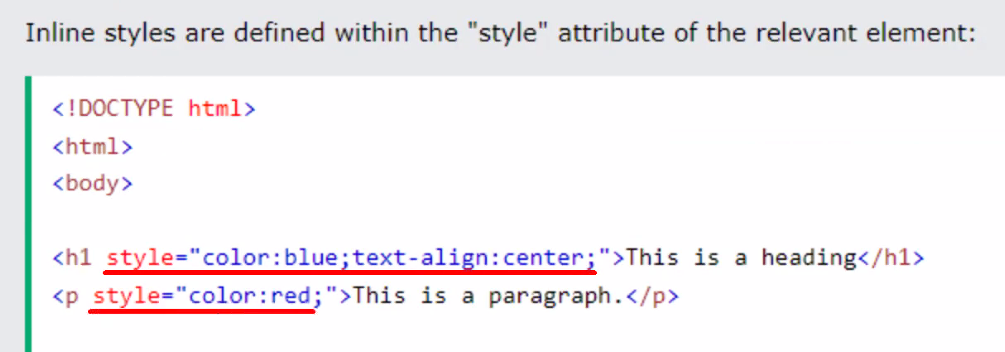 Inline styles are defined within the "style" attribute of the relevant element:
<!DOCTYPE html>
<html>
<body>
<h1 style="color:blue;text-align:center;">This is a heading</h1>
<p style="color:red;">This is a paragraph.</p>